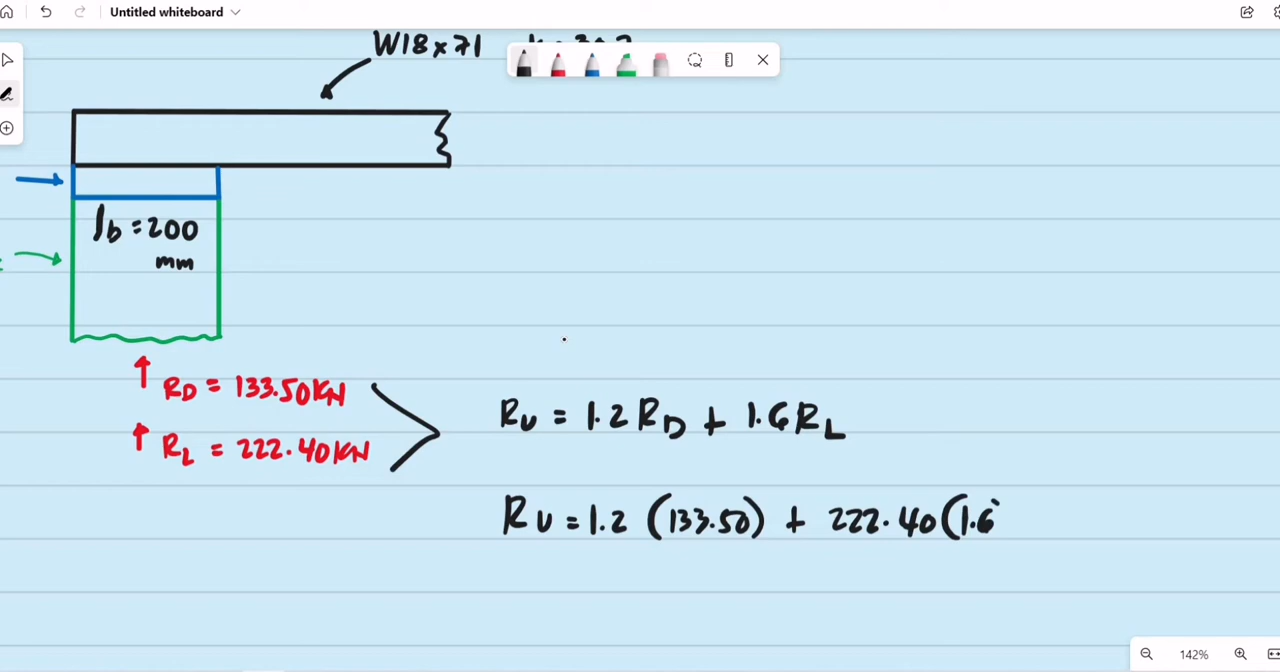 Untitled whiteboard
W18x71
lb = 200
mm
RD = 133.50KN
RL = 222.40KN
RU = 1.2RD + 1.6RL
RU = 1.2 (133.50) + 222.40(1.6
142%